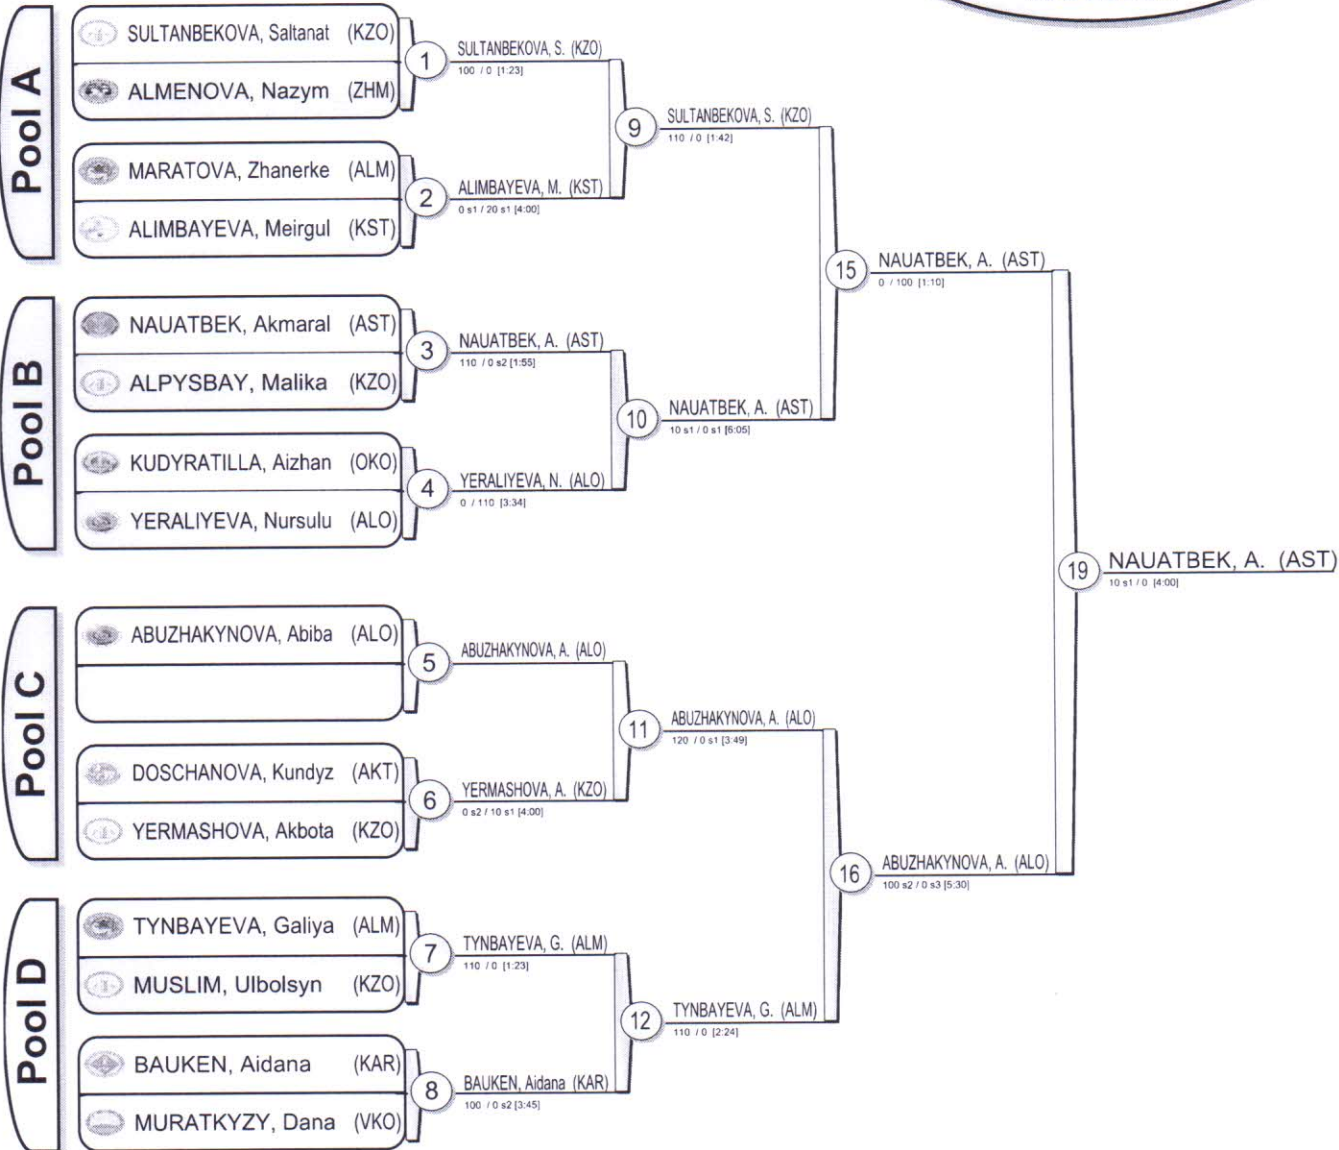 Pool A
SULTANBEKOVA, Saltanat (KZO)
ALMENOVA, Nazym (ZHM)
MARATOVA, Zhanerke (ALM)
ALIMBAYEVA, Meirgul (KST)
1
SULTANBEKOVA, S. (KZO)
100 / 0 [1:23]
2
ALIMBAYEVA, M. (KST)
0 s1 / 20 s1 [4:00]
9
SULTANBEKOVA, S. (KZO)
110 / 0 [1:42]
Pool B
NAUATBEK, Akmaral (AST)
ALPYSBAY, Malika (KZO)
KUDYRATILLA, Aizhan (OKO)
YERALIYEVA, Nursulu (ALO)
3
NAUATBEK, A. (AST)
110 / 0 s2 [1:55]
4
YERALIYEVA, N. (ALO)
0 / 110 [3:34]
10
NAUATBEK, A. (AST)
10 s1 / 0 s1 [6:05]
15
NAUATBEK, A. (AST)
0 / 100 [1:10]
Pool C
ABUZHAKYNOVA, Abiba (ALO)
DOSCHANOVA, Kundyz (AKT)
YERMASHOVA, Akbota (KZO)
5
ABUZHAKYNOVA, A. (ALO)
6
YERMASHOVA, A. (KZO)
0 s2 / 10 s1 [4:00]
11
ABUZHAKYNOVA, A. (ALO)
120 / 0 s1 [3:49]
Pool D
TYNBAYEVA, Galiya (ALM)
MUSLIM, Ulbolsyn (KZO)
BAUKEN, Aidana (KAR)
MURATKYZY, Dana (VKO)
7
TYNBAYEVA, G. (ALM)
110 / 0 [1:23]
8
BAUKEN, Aidana (KAR)
100 / 0 s2 [3:45]
12
TYNBAYEVA, G. (ALM)
110 / 0 [2:24]
16
ABUZHAKYNOVA, A. (ALO)
100 s2 / 0 s3 [5:30]
19
NAUATBEK, A. (AST)
10 s1 / 0 [4:00]